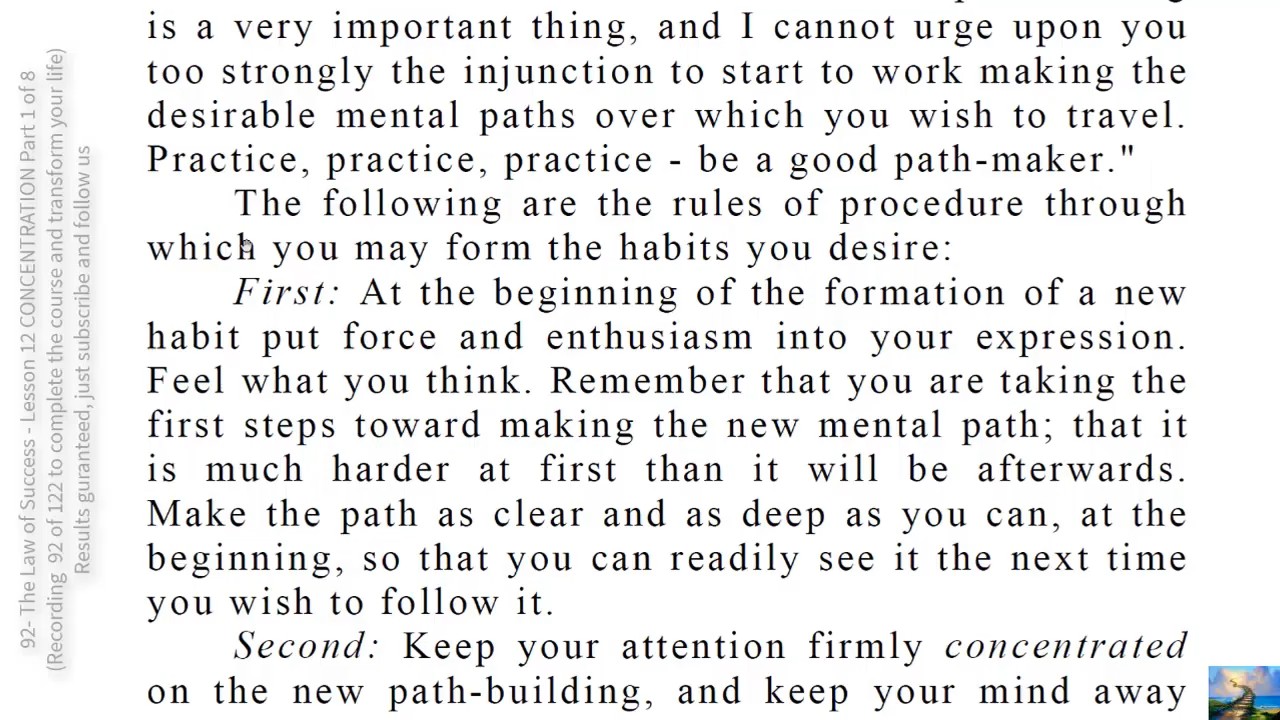 is a very important thing, and I cannot urge upon you
too strongly the injunction to start to work making the
desirable mental paths over which you wish to travel.
Practice, practice, practice - be a good path-maker."
The following are the rules of procedure through
which you may form the habits you desire:
First: At the beginning of the formation of a new
habit put force and enthusiasm into your expression.
Feel what you think. Remember that you are taking the
first steps toward making the new mental path; that it
is much harder at first than it will be afterwards.
Make the path as clear and as deep as you can, at the
beginning, so that you can readily see it the next time
you wish to follow it.
Second: Keep your attention firmly concentrated
on the new path-building, and keep your mind away
92- The Law of Success - Lesson 12 CONCENTRATION Part 1 of 8
(Recording 92 of 122 to complete the course and transform your life)
Results guranteed, just subscribe and follow us